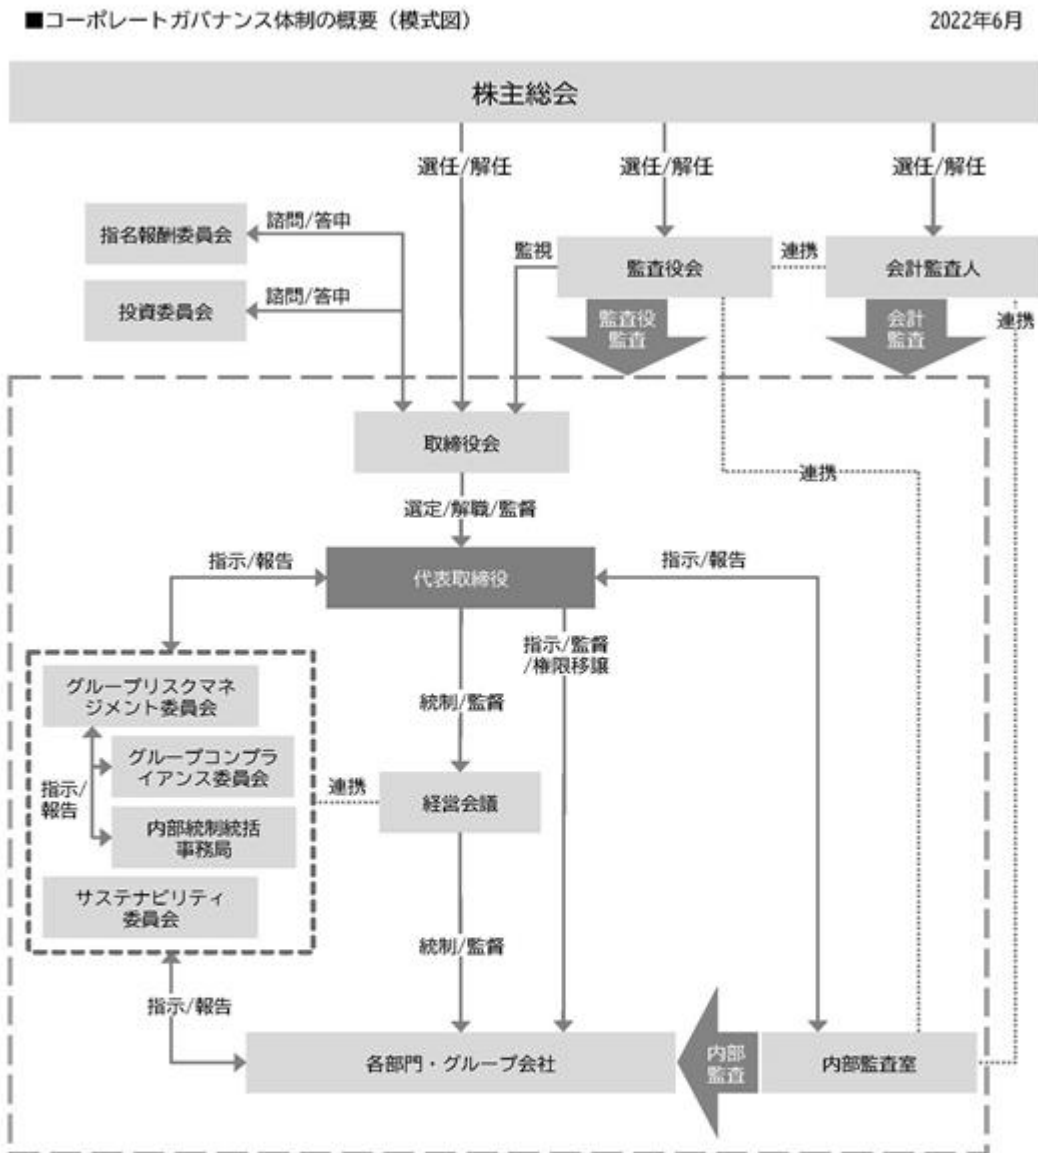 ■コーポレートガバナンス体制の概要（模式図）
2022年6月
株主総会
選任/解任
選任/解任
選任/解任
指名報酬委員会
諮問/答申
監視
監査役会
連携
会計監査人
投資委員会
諮問/答申
監査役
監査
会計
監査
連携
取締役会
連携
選定/解職/監督
指示/報告
代表取締役
指示/報告
指示/監督
/権限移譲
グループリスクマネ
ジメント委員会
統制/監督
グループコンプラ
イアンス委員会
指示/
報告
連携
経営会議
内部統制統括
事務局
サステナビリティ
委員会
統制/監督
指示/報告
各部門・グループ会社
内部
監査
内部監査室